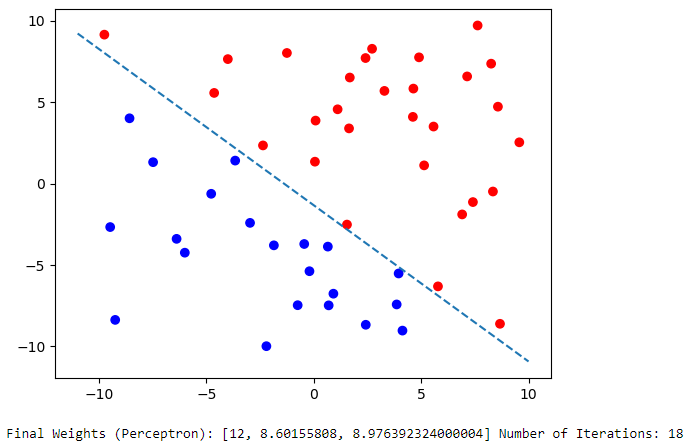 10
5
0
−5
−10
−10 −5 0 5 10
Final Weights (Perceptron): [12, 8.60155808, 8.976392324000004] Number of Iterations: 18